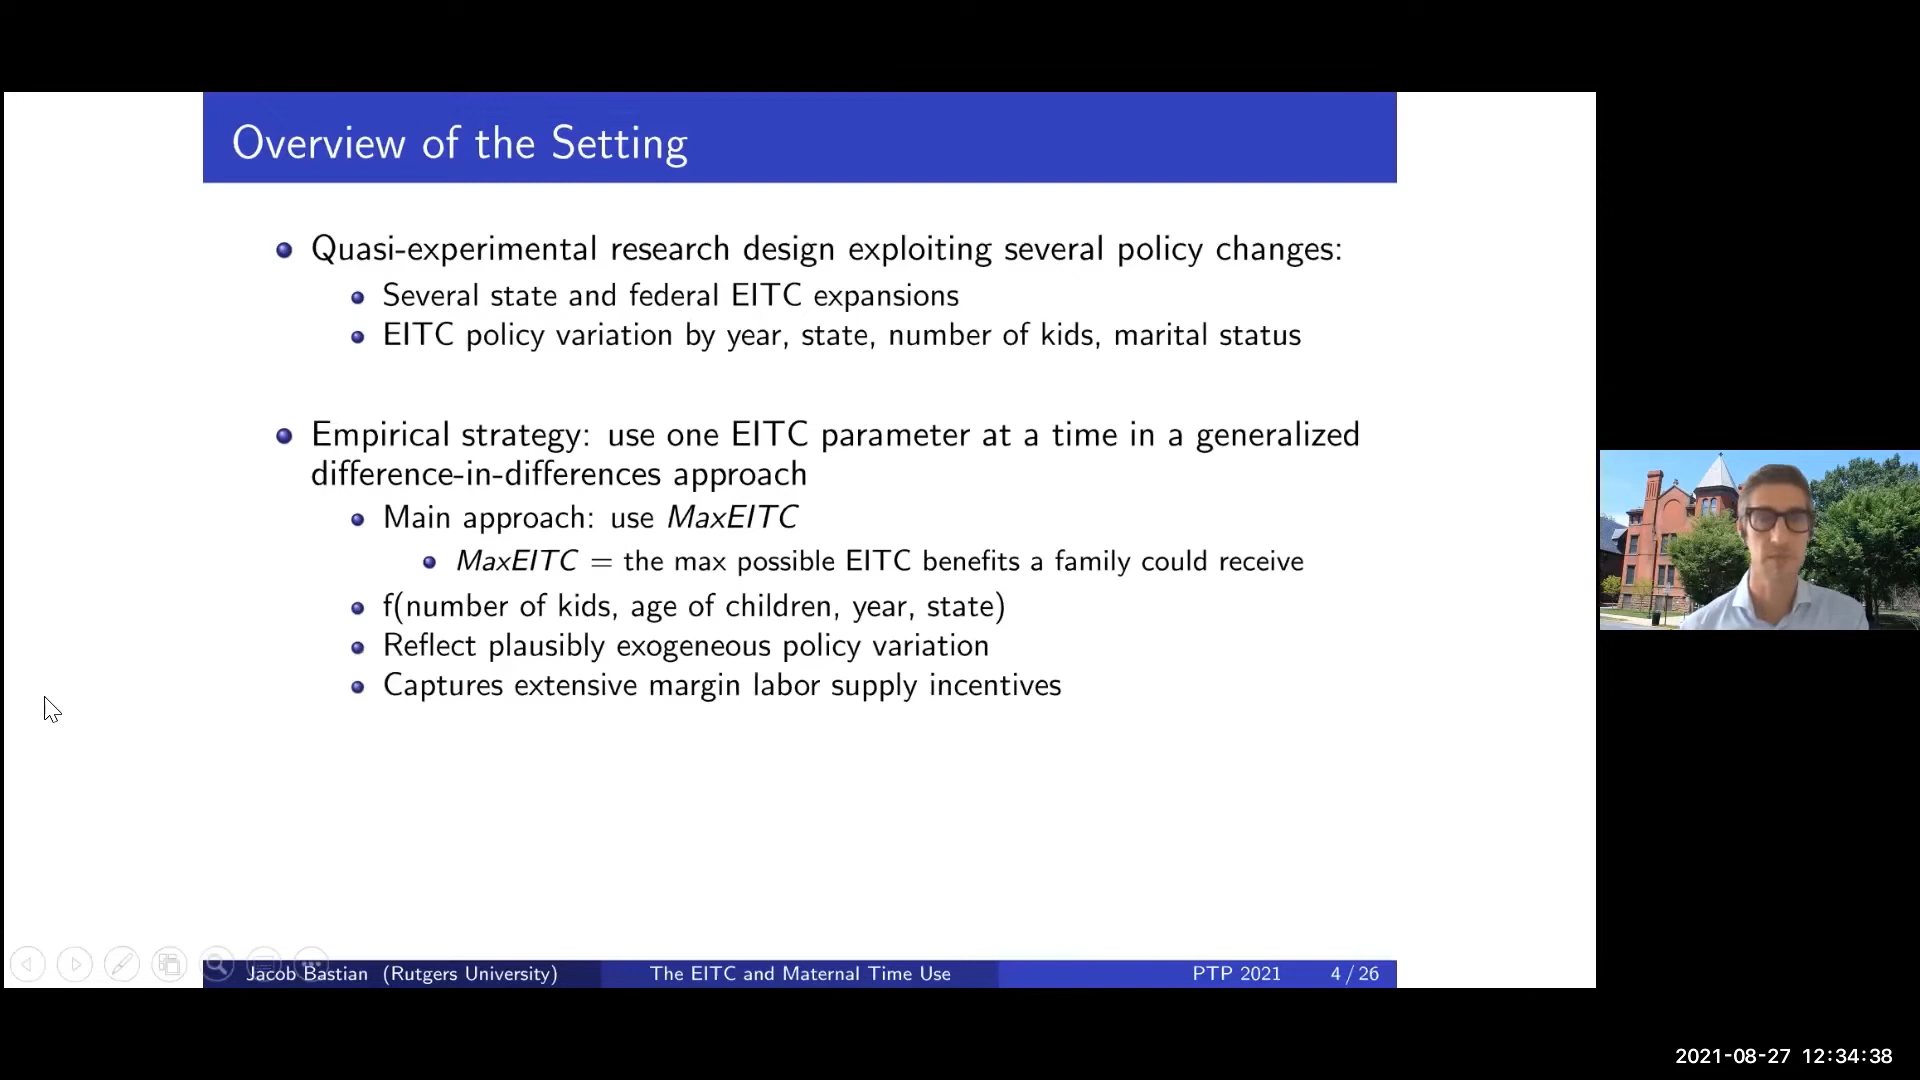 Overview of the Setting
Quasi-experimental research design exploiting several policy changes:
Several state and federal EITC expansions
EITC policy variation by year, state, number of kids, marital status
Empirical strategy: use one EITC parameter at a time in a generalized
difference-in-differences approach
Main approach: use MaxEITC
MaxEITC = the max possible EITC benefits a family could receive
f(number of kids, age of children, year, state)
Reflect plausibly exogeneous policy variation
Captures extensive margin labor supply incentives
Jacob Bastian (Rutgers University) The EITC and Maternal Time Use PTP 2021 4 / 26
2021-08-27 12:34:38